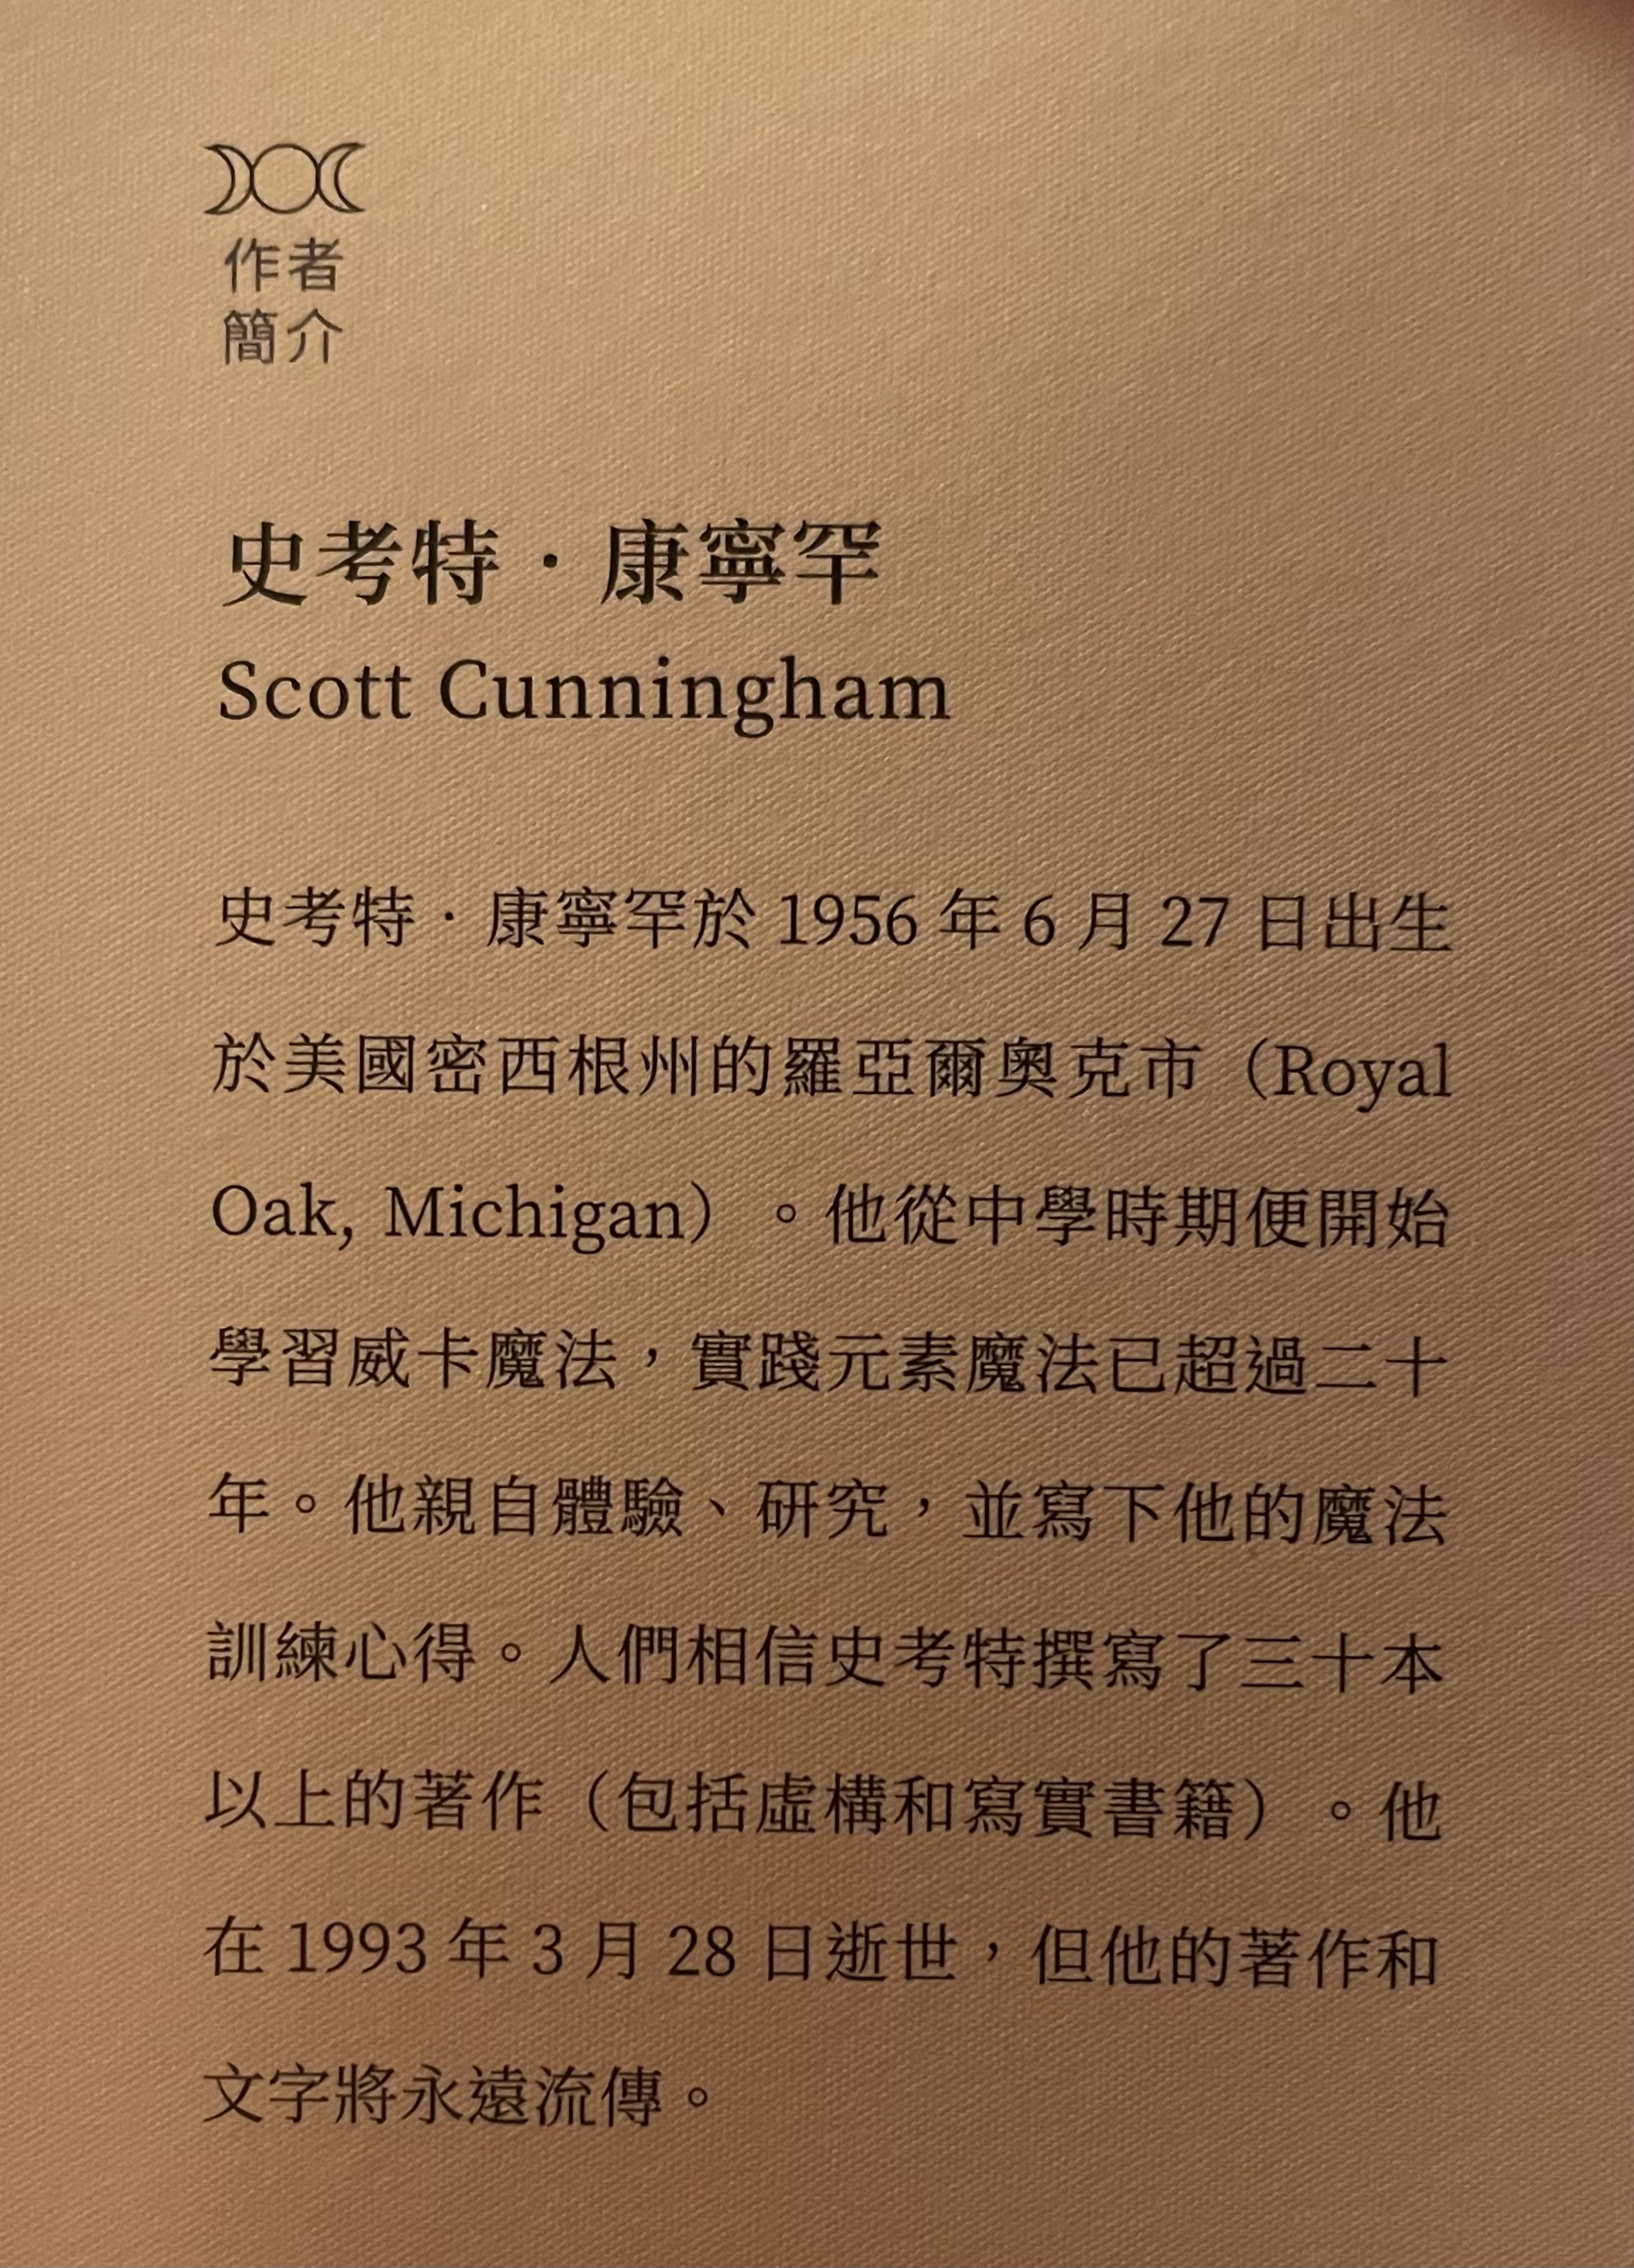 作者
簡介
史考特·康寧罕
Scott Cunningham
史考特·康寧罕於 1956 年 6 月 27 日出生
於美國密西根州的羅亞爾奧克市（Royal
Oak, Michigan）。他從中學時期便開始
學習威卡魔法，實踐元素魔法已超過二十
年。他親自體驗、研究，並寫下他的魔法
訓練心得。人們相信史考特撰寫了三十本
以上的著作（包括虛構和寫實書籍）。他
在 1993 年 3 月 28 日逝世，但他的著作和
文字將永遠流傳。